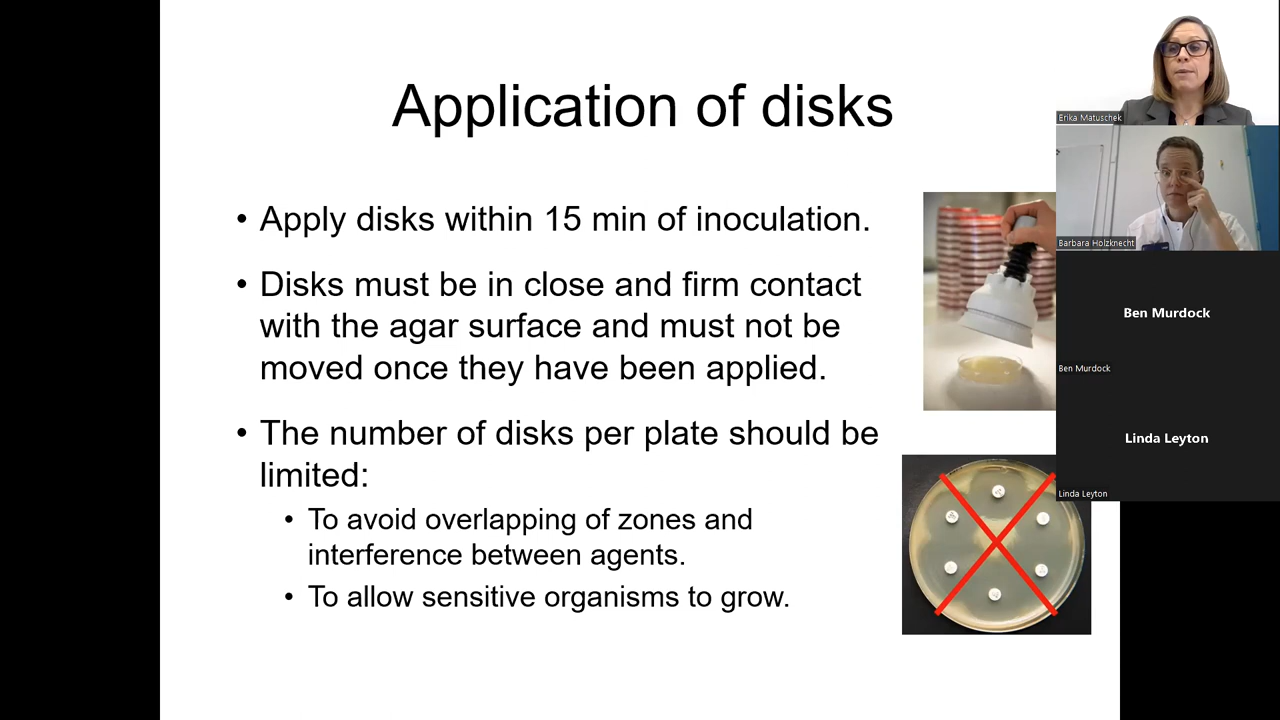 Application of disks
• Apply disks within 15 min of inoculation.
• Disks must be in close and firm contact
with the agar surface and must not be
moved once they have been applied.
• The number of disks per plate should be
limited:
• To avoid overlapping of zones and
interference between agents.
• To allow sensitive organisms to grow.
Erika Matuschek
Barbara Holzknecht
Ben Murdock
Ben Murdock
Linda Leyton
Linda Leyton